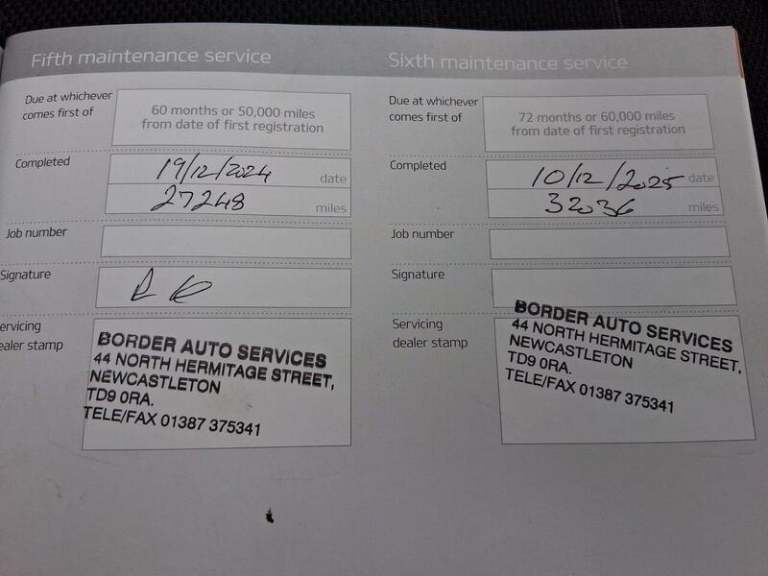 Fifth maintenance service
Due at whichever comes first of
60 months or 50,000 miles
from date of first registration
Completed
19/12/2024 date
27248 miles
Job number
Signature
ervicing
ealer stamp
BORDER AUTO SERVICES
44 NORTH HERMITAGE STREET,
NEWCASTLETON
TD9 0RA.
TELE/FAX 01387 375341
Sixth maintenance service
Due at whichever
comes first of
72 months or 60,000 miles
from date of first registration
Completed
10/12/2025 date
32036 miles
Job number
Signature
Servicing
dealer stamp
BORDER AUTO SERVICES
44 NORTH HERMITAGE STREET,
NEWCASTLETON
TD9 0RA.
TELE/FAX 01387 375341